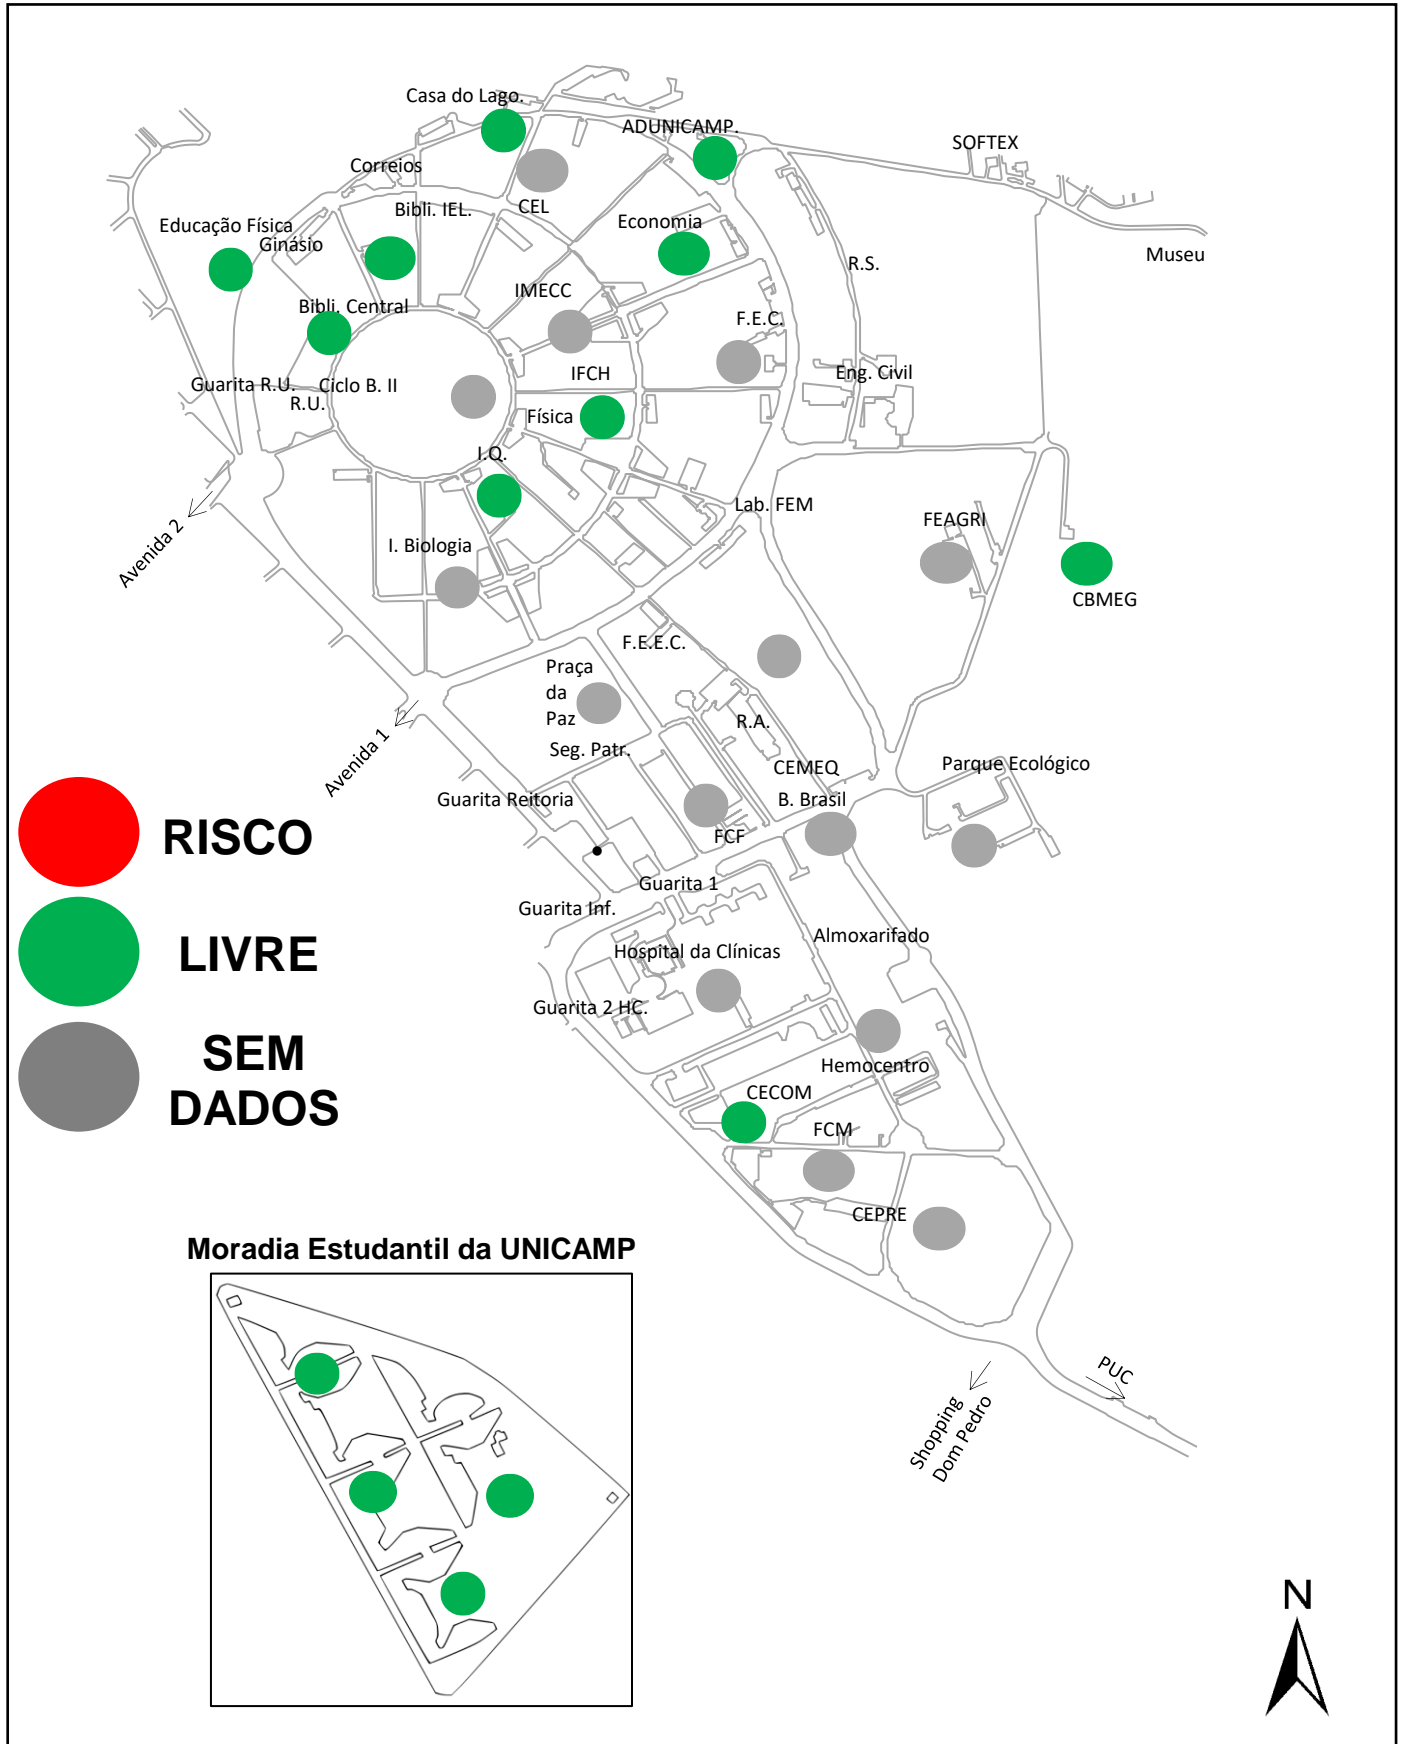 Casa do Lago.
ADUNICAMP.
SOFTEX
Correios
Bibli. IEL.
CEL
Educação Física
Economia
Ginásio
Museu
R.S.
IMECC
Bibli. Central
F.E.C.
IFCH
Eng. Civil
Guarita R.U.
Ciclo B. II
R.U.
Física
I.Q.
Lab. FEM
FEAGRI
Avenida 2
I. Biologia
CBMEG
F.E.E.C.
Praça
da
Paz
R.A.
Avenida 1
Seg. Patr.
CEMEQ
Parque Ecológico
Guarita Reitoria
B. Brasil
FCF
RISCO
Guarita 1
Guarita Inf.
LIVRE
Almoxarifado
Hospital da Clínicas
Guarita 2 HC.
SEM
DADOS
Hemocentro
CECOM
FCM
CEPRE
Moradia Estudantil da UNICAMP
PUC
Shopping
Dom Pedro
N